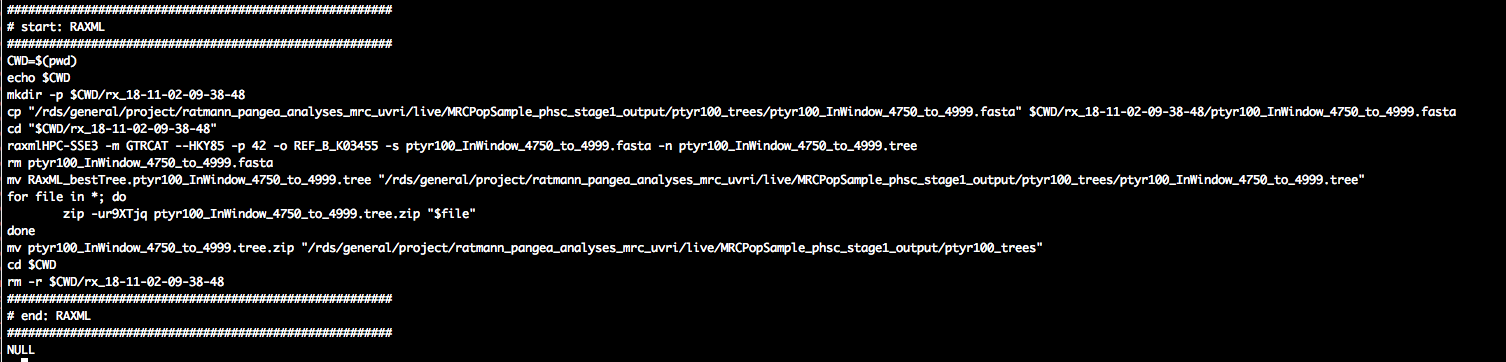 #######################################################
# start: RAXML
#######################################################
CWD=$(pwd)
echo $CWD
mkdir -p $CWD/rx_18-11-02-09-38-48
cp "/rds/general/project/ratmann_pangea_analyses_mrc_uvri/live/MRCPopSample_phsc_stage1_output/ptyr100_trees/ptyr100_InWindow_4750_to_4999.fasta" $CWD/rx_18-11-02-09-38-48/ptyr100_InWindow_4750_to_4999.fasta
cd "$CWD/rx_18-11-02-09-38-48"
raxmlHPC-SSE3 -m GTRCAT --HKY85 -p 42 -o REF_B_K03455 -s ptyr100_InWindow_4750_to_4999.fasta -n ptyr100_InWindow_4750_to_4999.tree
rm ptyr100_InWindow_4750_to_4999.fasta
mv RAxML_bestTree.ptyr100_InWindow_4750_to_4999.tree "/rds/general/project/ratmann_pangea_analyses_mrc_uvri/live/MRCPopSample_phsc_stage1_output/ptyr100_trees/ptyr100_InWindow_4750_to_4999.tree"
for file in *; do
        zip -ur9XTjq ptyr100_InWindow_4750_to_4999.tree.zip "$file"
done
mv ptyr100_InWindow_4750_to_4999.tree.zip "/rds/general/project/ratmann_pangea_analyses_mrc_uvri/live/MRCPopSample_phsc_stage1_output/ptyr100_trees"
cd $CWD
rm -r $CWD/rx_18-11-02-09-38-48
#######################################################
# end: RAXML
#######################################################
NULL